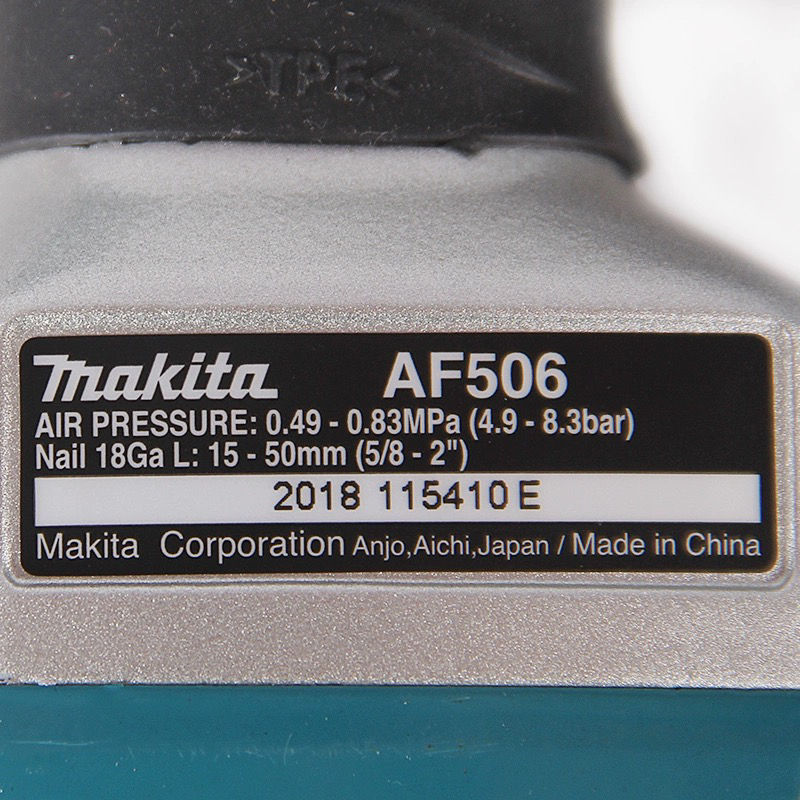 >TPE<
makita AF506
AIR PRESSURE: 0.49 - 0.83MPa (4.9 - 8.3bar)
Nail 18Ga L: 15 - 50mm (5/8 - 2")
2018 115410 E
Makita Corporation Anjo,Aichi,Japan / Made in China